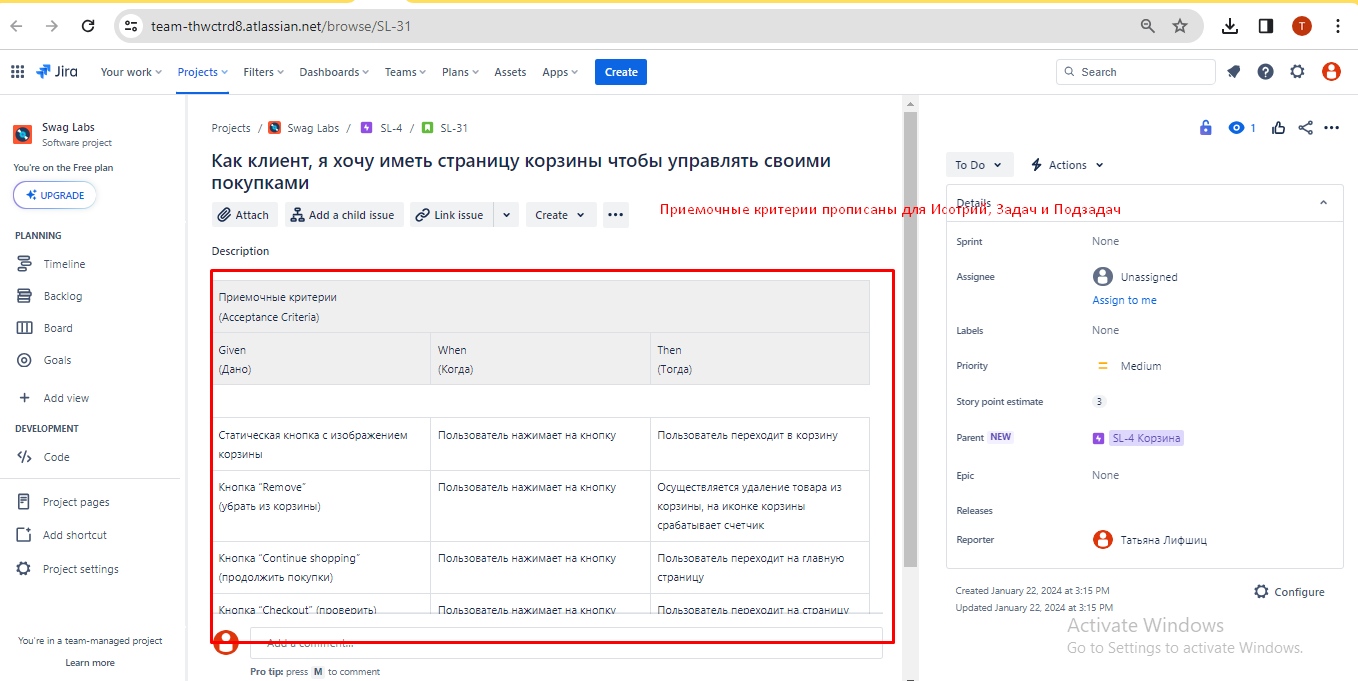 team-thwctrd8.atlassian.net/browse/SL-31
T
Jira
Your work
Projects
Filters
Dashboards
Teams
Plans
Assets
Apps
Create
Search
Swag Labs
Software project
You're on the Free plan
UPGRADE
PLANNING
Timeline
Backlog
Board
Goals
Add view
DEVELOPMENT
Code
Project pages
Add shortcut
Project settings
You're in a team-managed project
Learn more
Projects / Swag Labs / SL-4 / SL-31
Как клиент, я хочу иметь страницу корзины чтобы управлять своими
покупками
Attach
Add a child issue
Link issue
Create
Приемочные критерии прописаны для Исотрий, Задач и Подзадач
Description
Приемочные критерии
(Acceptance Criteria)
Given
(Дано)
When
(Когда)
Then
(Тогда)
Статическая кнопка с изображением
корзины
Пользователь нажимает на кнопку
Пользователь переходит в корзину
Кнопка "Remove"
(убрать из корзины)
Пользователь нажимает на кнопку
Осуществляется удаление товара из
корзины, на иконке корзины
срабатывает счетчик
Кнопка "Continue shopping"
(продолжить покупки)
Пользователь нажимает на кнопку
Пользователь переходит на главную
страницу
Кнопка "Checkout" (проверить)
Пользователь нажимает на кнопку
Пользователь переходит на страницу
Add a comment...
Pro tip: press M to comment
1
To Do
Actions
Details
Sprint
None
Assignee
Unassigned
Assign to me
Labels
None
Priority
Medium
Story point estimate
3
Parent NEW
SL-4 Корзина
Epic
None
Releases
Reporter
Татьяна Лифшиц
Created January 22, 2024 at 3:15 PM
Updated January 22, 2024 at 3:15 PM
Configure
Activate Windows
Go to Settings to activate Windows.